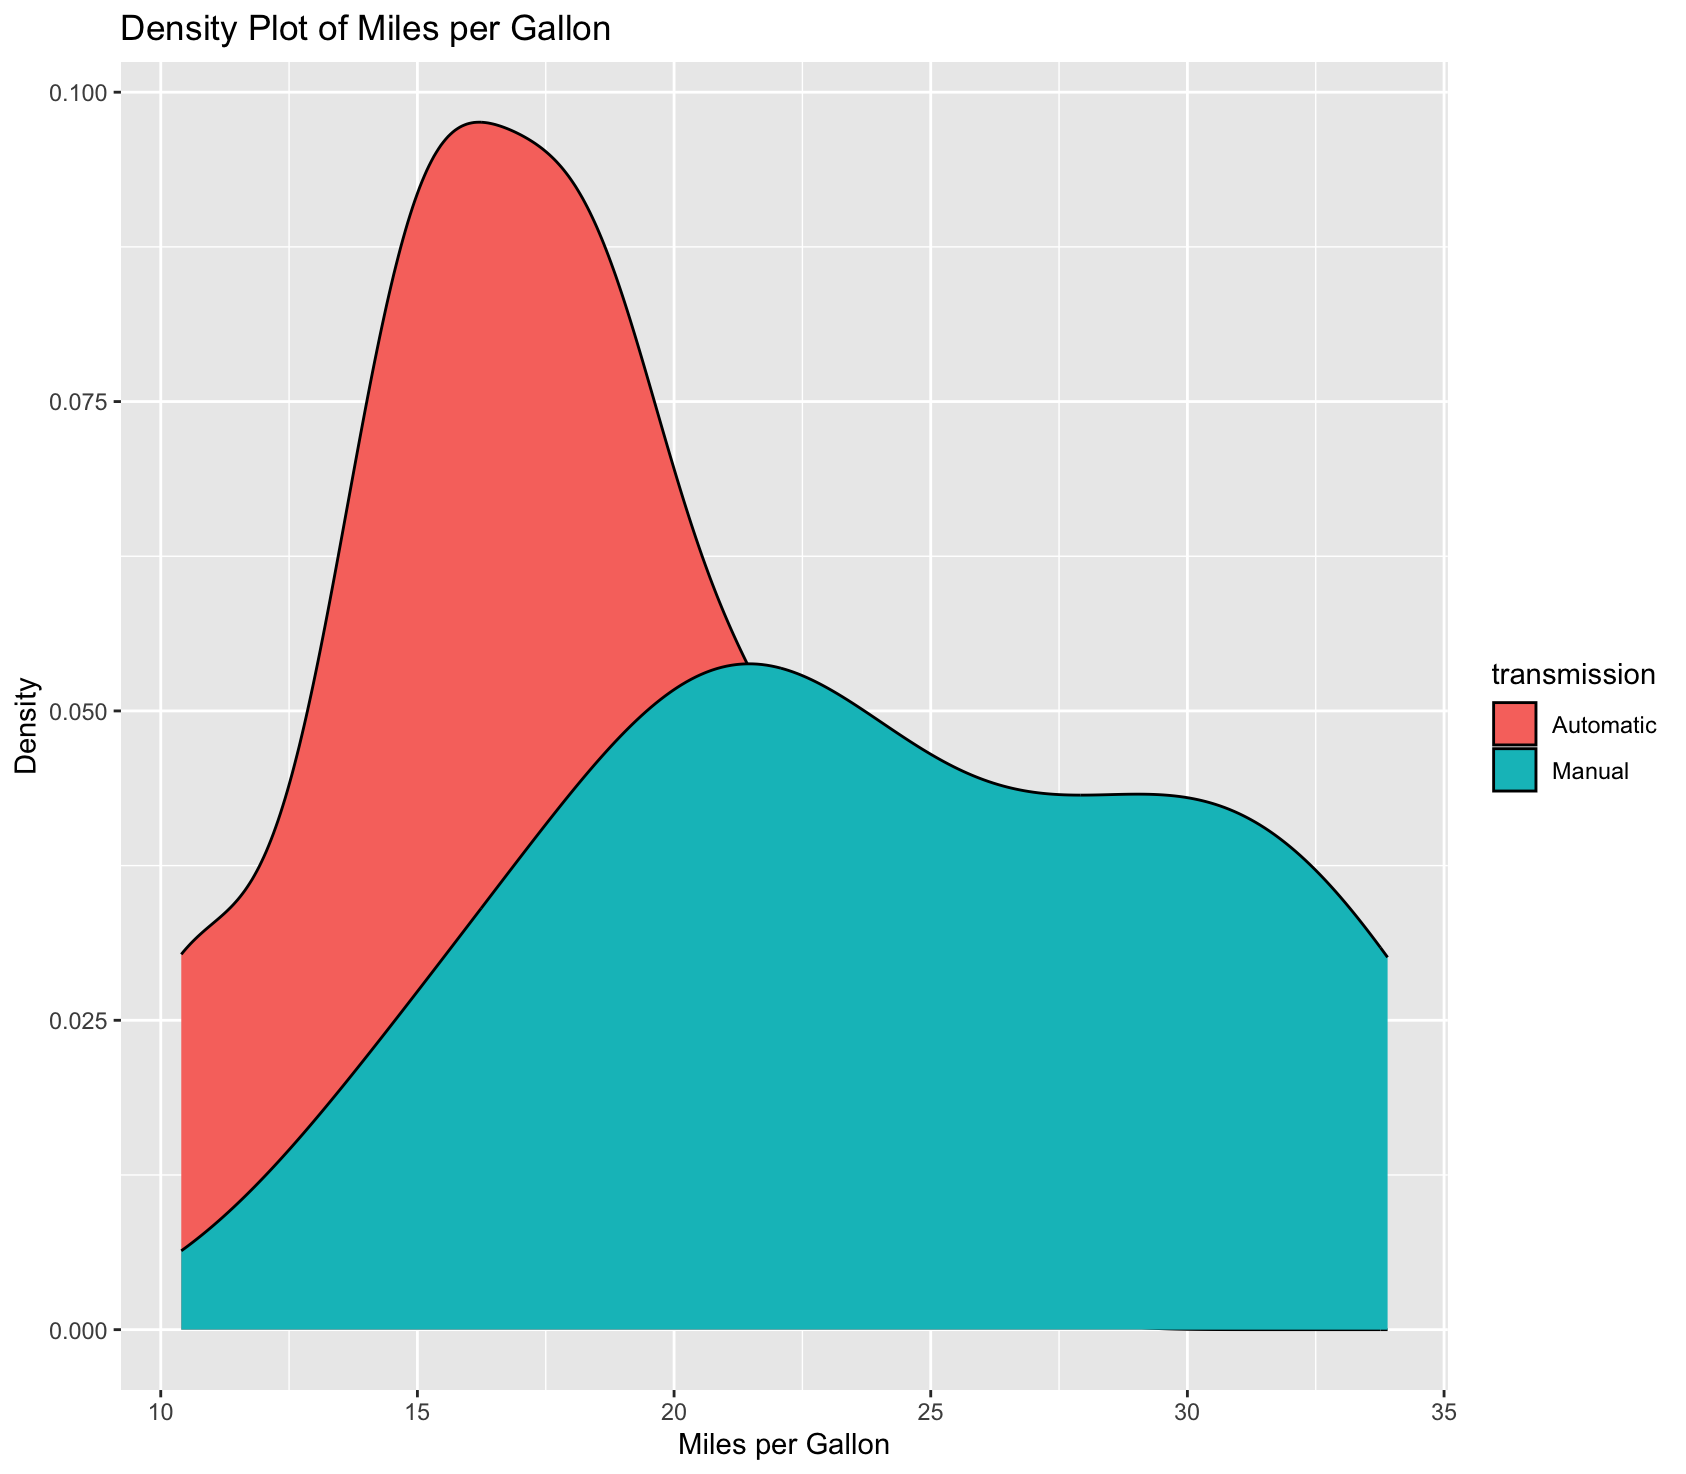 Density Plot of Miles per Gallon
0.100
0.075
0.050
0.025
0.000
Density
10 15 20 25 30 35
Miles per Gallon
transmission
Automatic
Manual